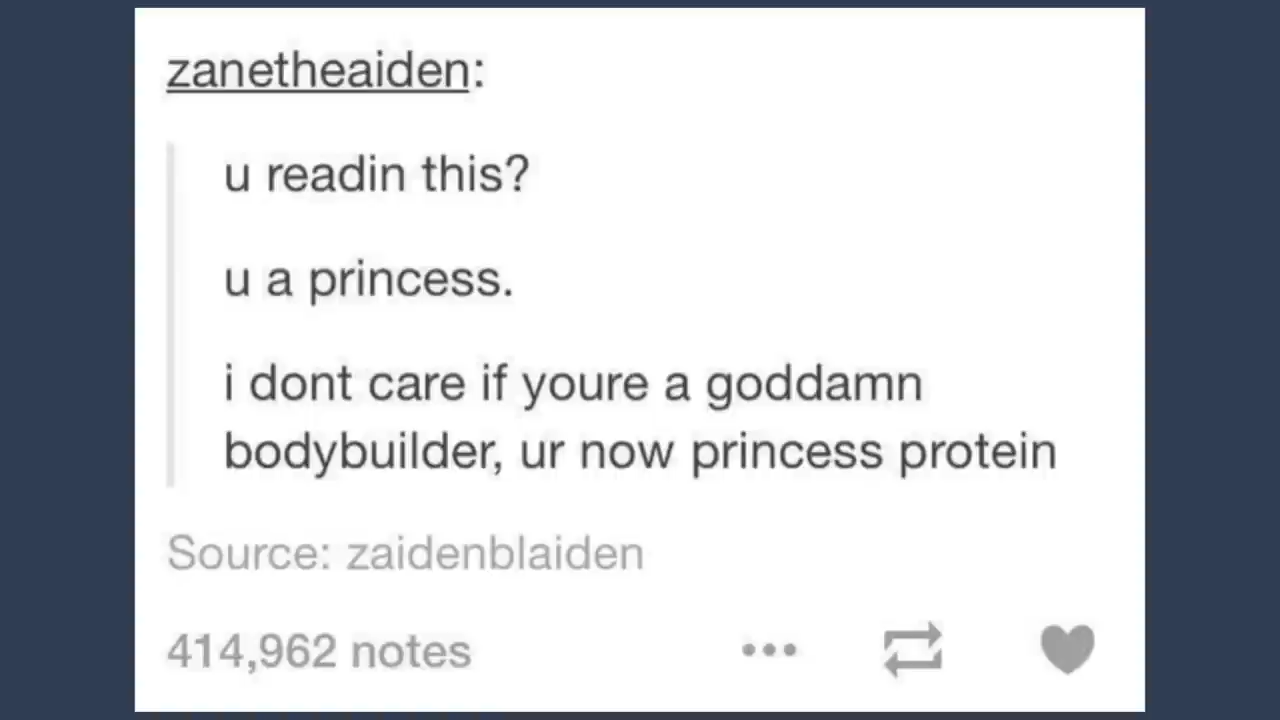 zanetheaiden:
u readin this?
u a princess.
i dont care if youre a goddamn
bodybuilder, ur now princess protein
Source: zaidenblaiden
414,962 notes